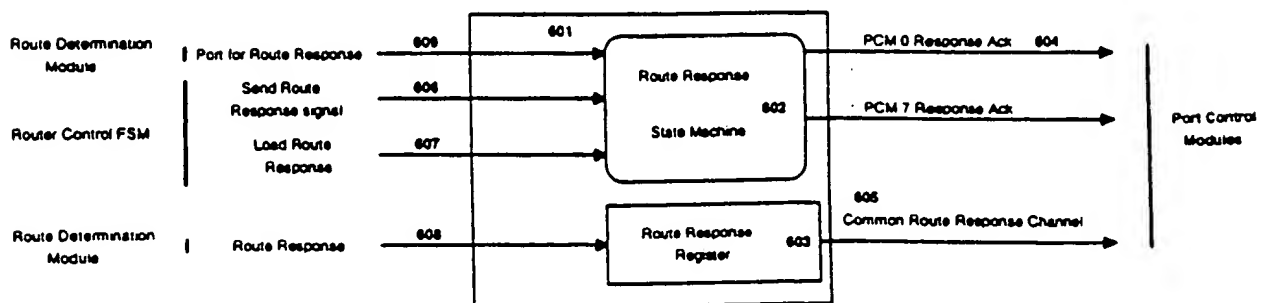 Route Determination
Module
Port for Route Response
609
601
PCM 0 Response Ack
604
Send Route
Response signal
606
Route Response
State Machine
602
PCM 7 Response Ack
Router Control FSM
Load Route
Response
607
Port Control
Modules
605
Common Route Response Channel
Route Determination
Module
Route Response
608
Route Response
Register
603